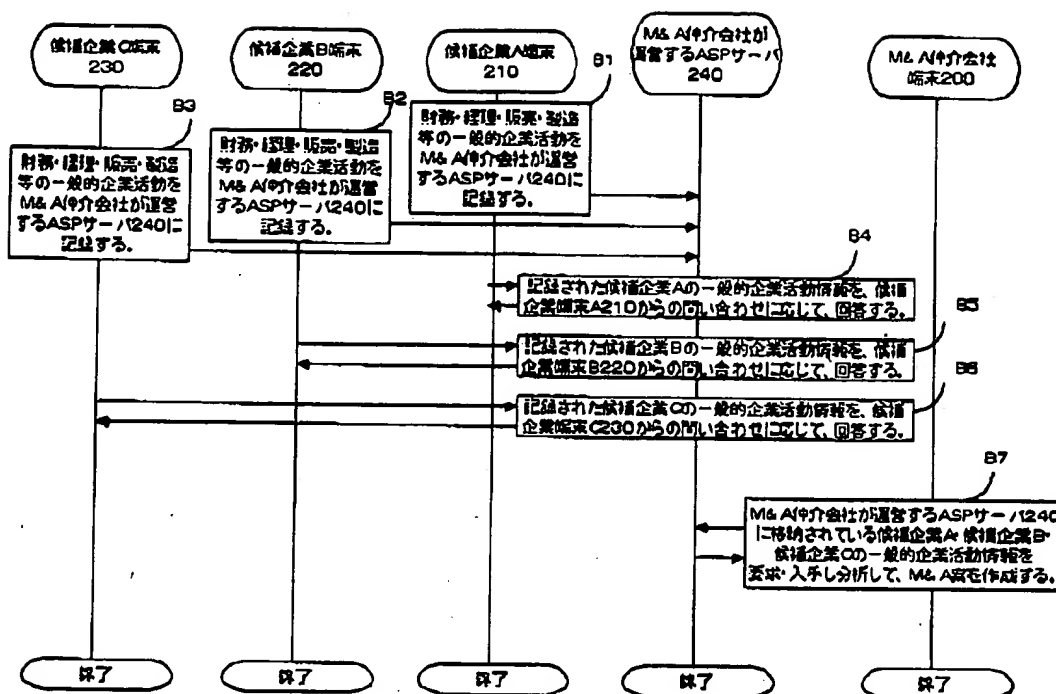 候補企業C端末
230
候補企業B端末
220
候補企業A端末
210
M&A仲介会社が
運営するASPサーバ
240
M&A仲介会社
端末200
B3
財務・経理・販売・製造
等の一般的企業活動を
M&A仲介会社が運営
するASPサーバ240に
記録する。
B2
財務・経理・販売・製造
等の一般的企業活動を
M&A仲介会社が運営
するASPサーバ240に
記録する。
B1
財務・経理・販売・製造
等の一般的企業活動を
M&A仲介会社が運営
するASPサーバ240に
記録する。
B4
記録された候補企業Aの一般的企業活動情報を、候補
企業端末A210からの問い合わせに応じて、回答する。
B5
記録された候補企業Bの一般的企業活動情報を、候補
企業端末B220からの問い合わせに応じて、回答する。
B6
記録された候補企業Cの一般的企業活動情報を、候補
企業端末C230からの問い合わせに応じて、回答する。
B7
M&A仲介会社が運営するASPサーバ240
に格納されている候補企業A・候補企業B・
候補企業Cの一般的企業活動情報を
要求・入手し分析して、M&A案を作成する。
終了
終了
終了
終了
終了